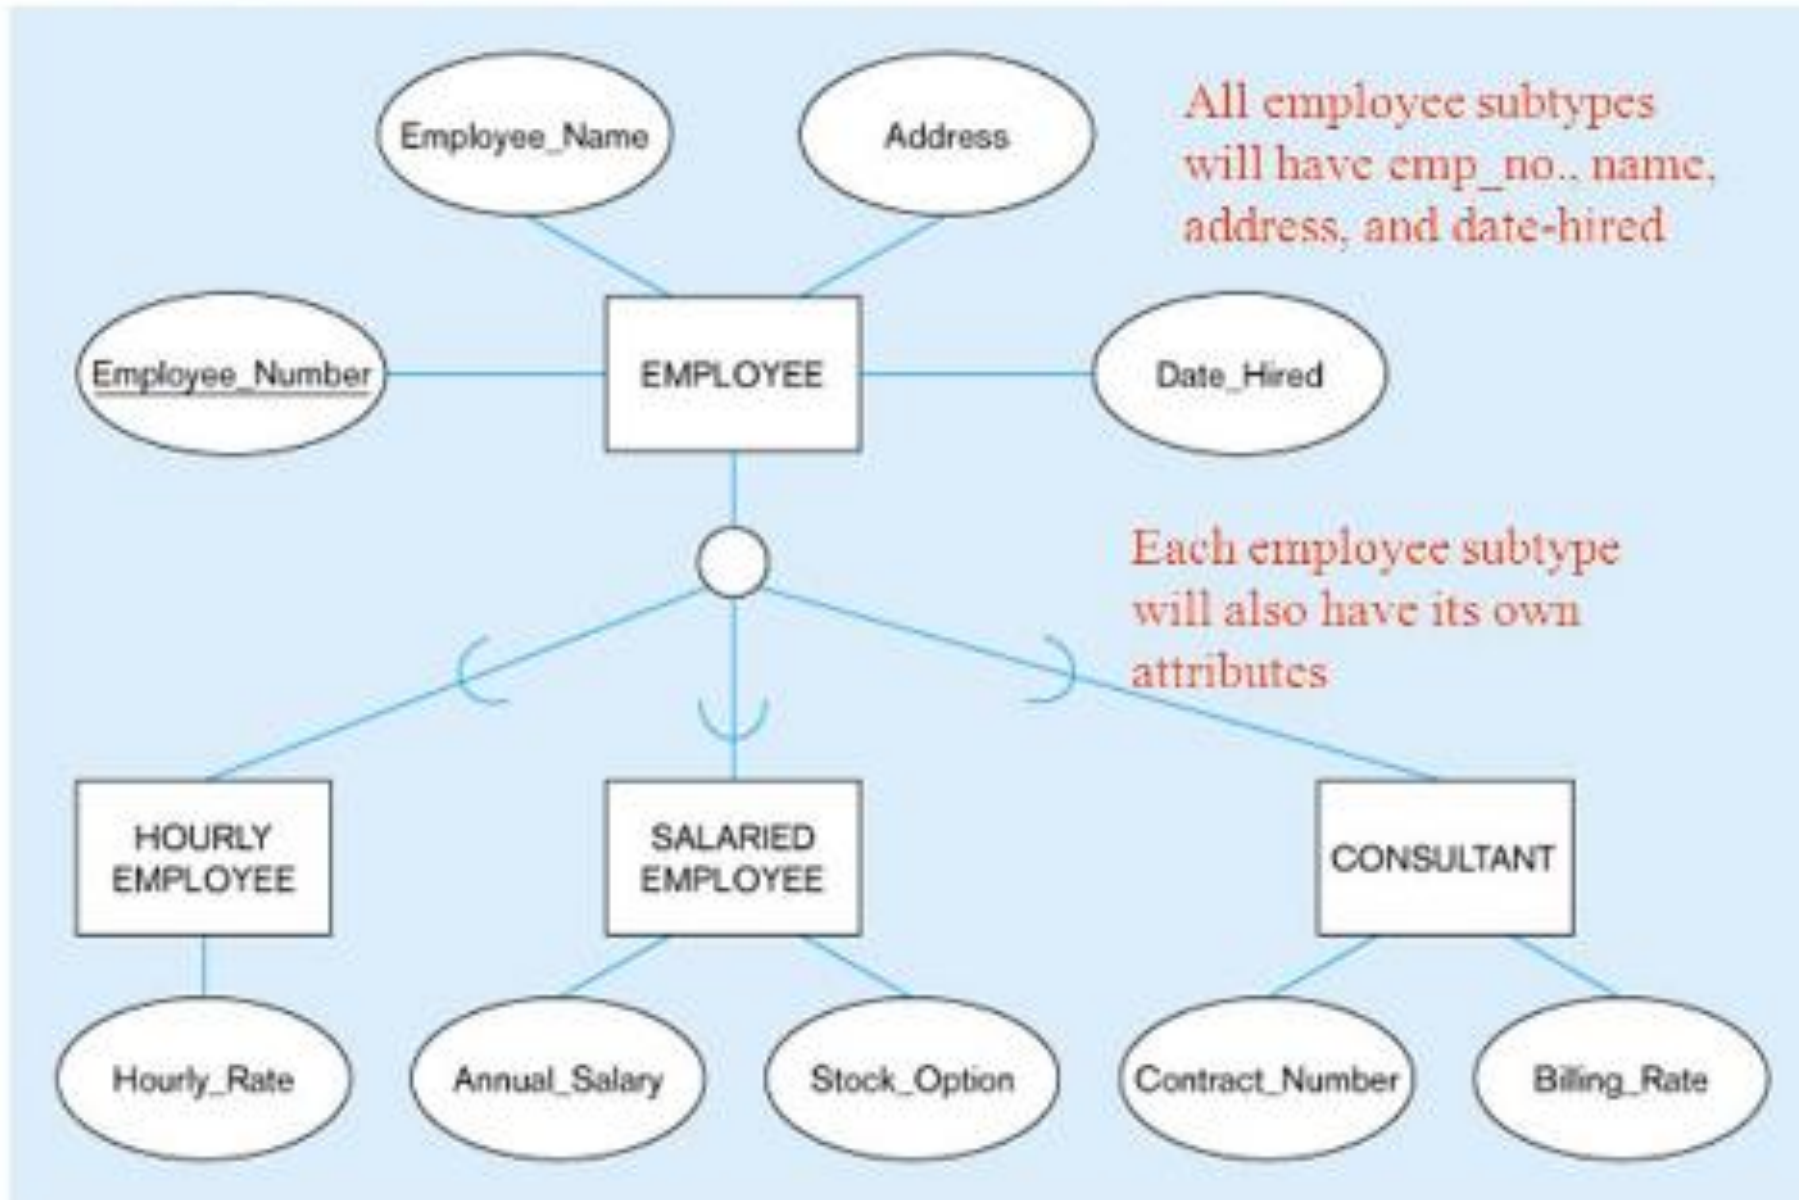 Employee_Name
Address
All employee subtypes
will have emp_no.. name,
address, and date-hired
Employee_Number
EMPLOYEE
Date_Hired
Each employee subtype
will also have its own
attributes
HOURLY
EMPLOYEE
SALARIED
EMPLOYEE
CONSULTANT
Hourly_Rate
Annual_Salary
Stock_Option
Contract_Number
Billing_Rate